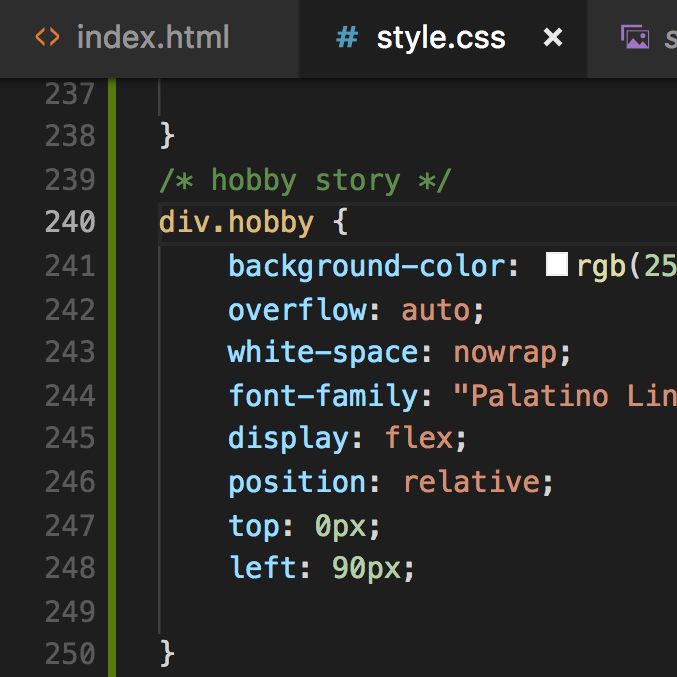 index.html style.css
237
238 }
239 /* hobby story */
240 div.hobby {
241 background-color: rgb(25
242 overflow: auto;
243 white-space: nowrap;
244 font-family: "Palatino Lin
245 display: flex;
246 position: relative;
247 top: 0px;
248 left: 90px;
249
250 }